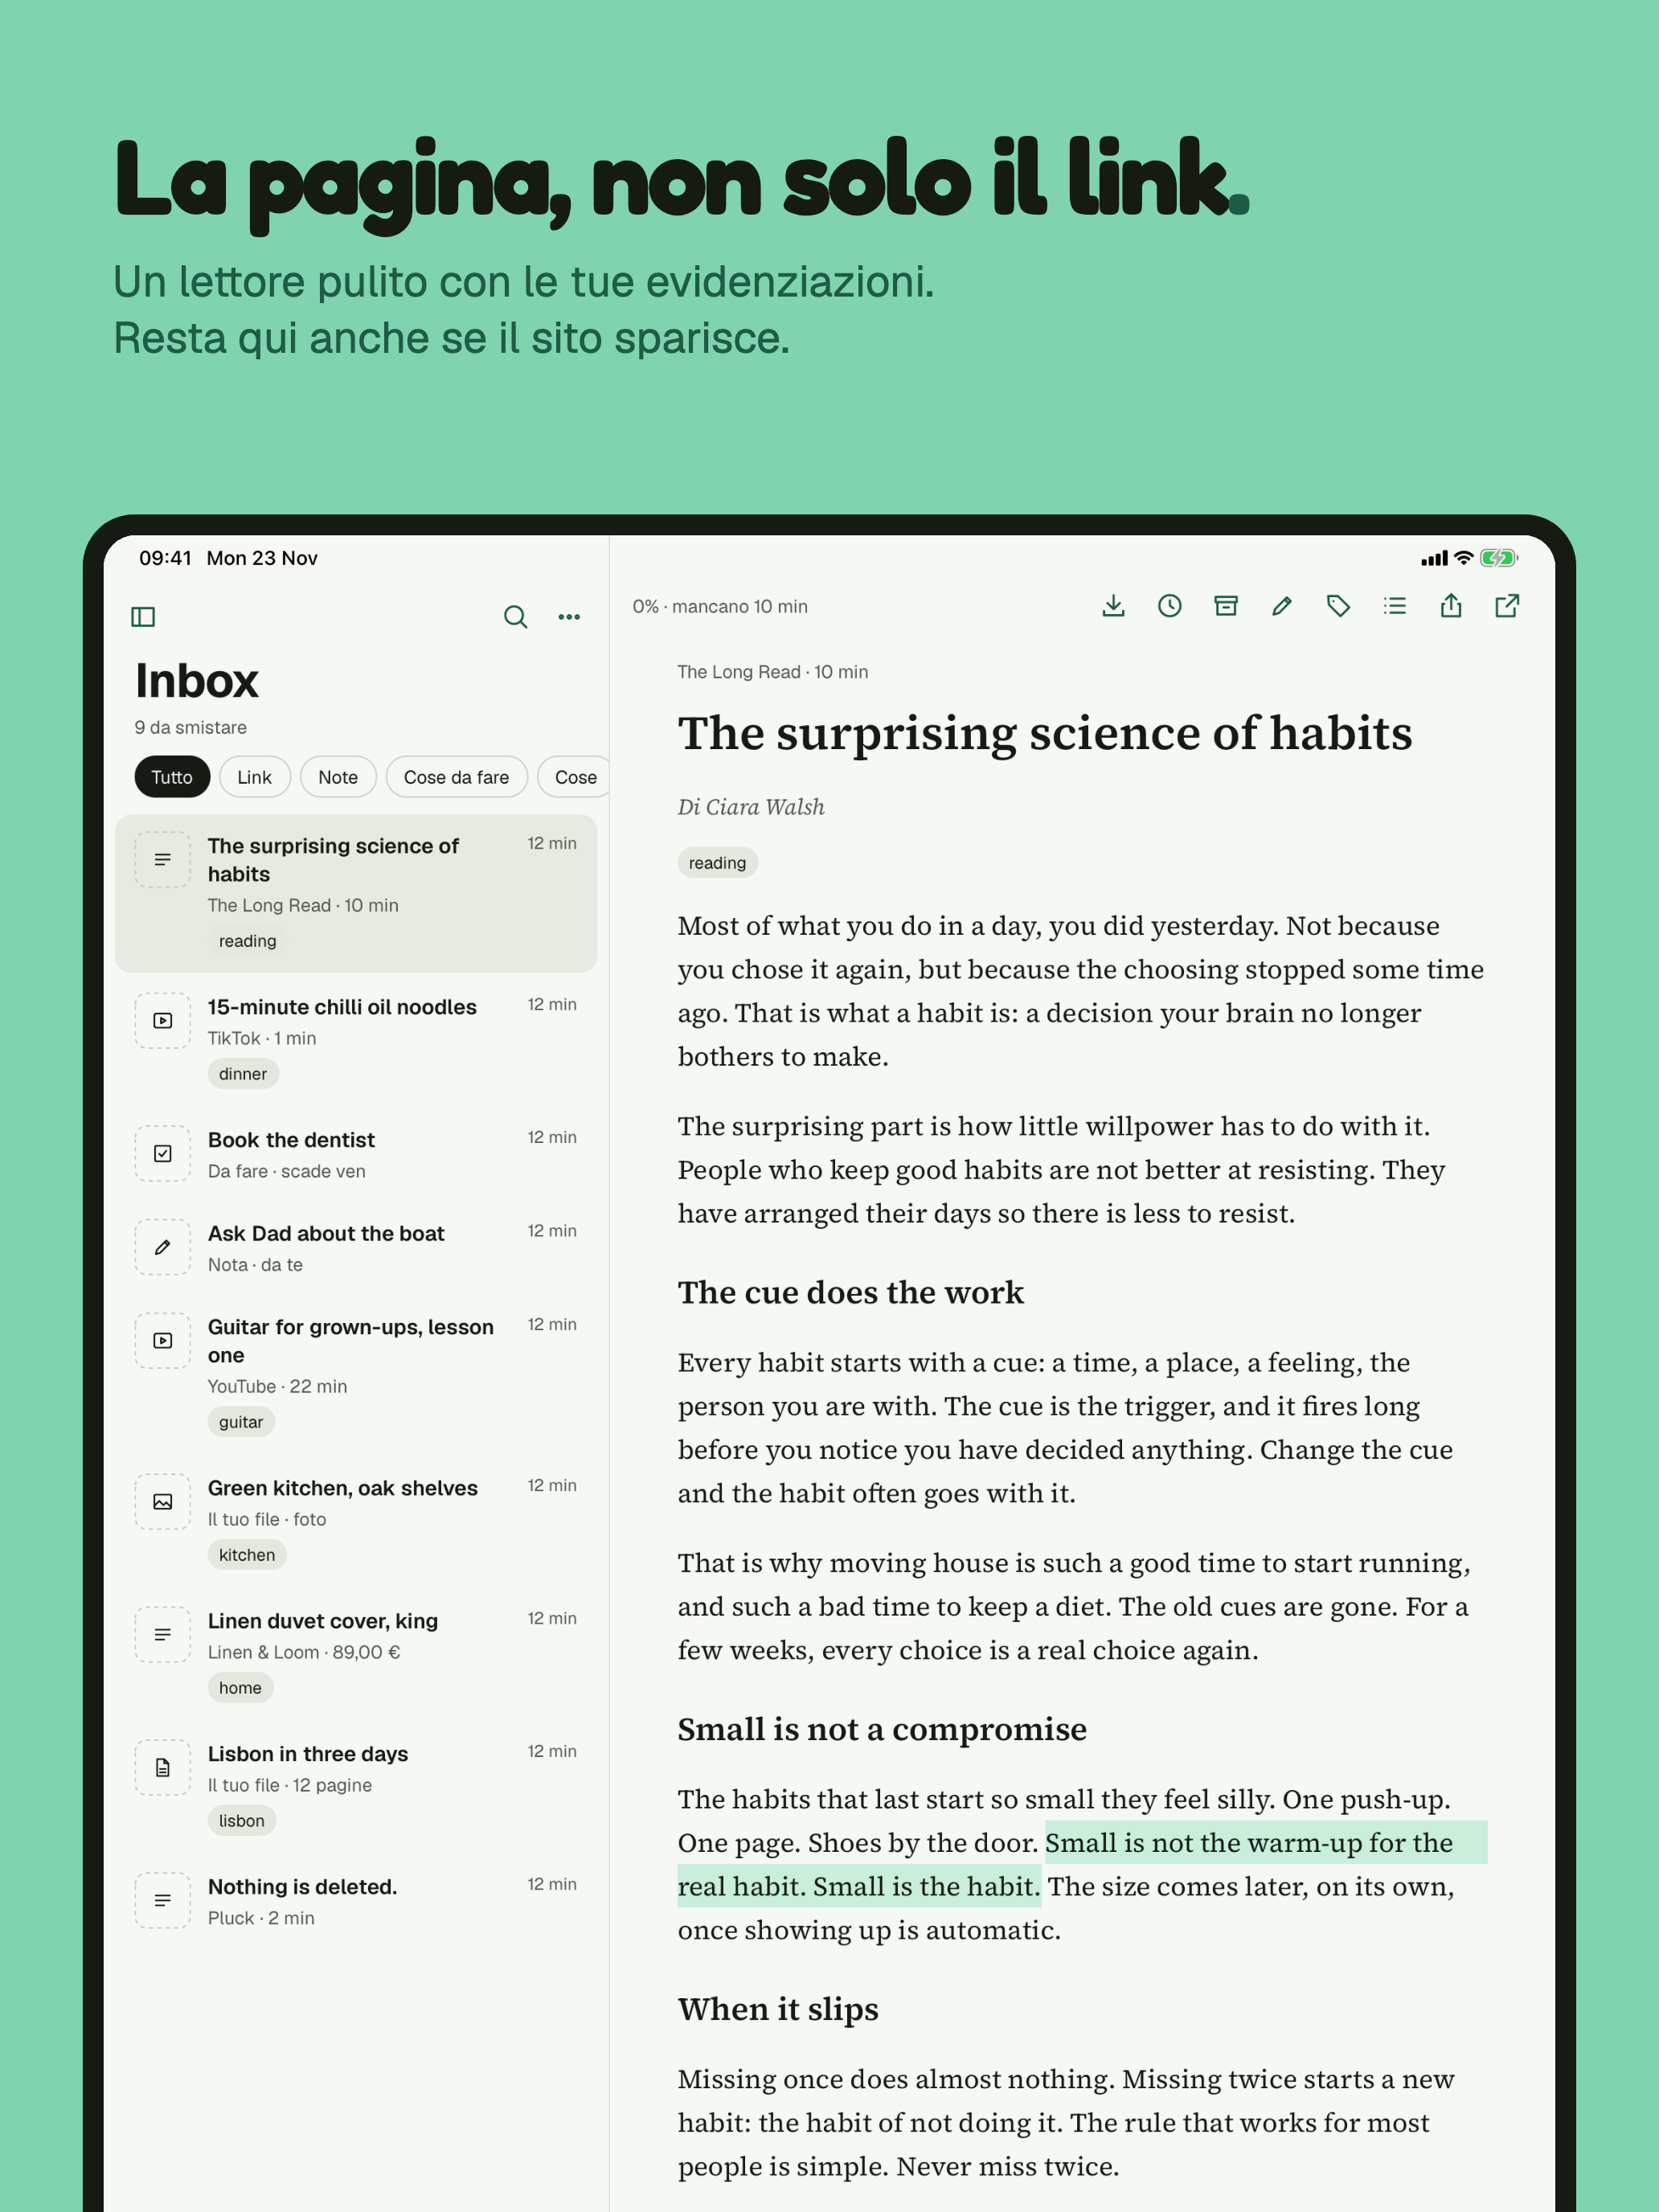 La pagina, non solo il link.
Un lettore pulito con le tue evidenziazioni.
Resta qui anche se il sito sparisce.
09:41 Mon 23 Nov
Inbox
9 da smistare
Tutto
Link
Note
Cose da fare
Cose
The surprising science of
habits
12 min
The Long Read · 10 min
reading
15-minute chilli oil noodles
12 min
TikTok · 1 min
dinner
Book the dentist
12 min
Da fare · scade ven
Ask Dad about the boat
12 min
Nota · da te
Guitar for grown-ups, lesson
one
12 min
YouTube · 22 min
guitar
Green kitchen, oak shelves
12 min
Il tuo file · foto
kitchen
Linen duvet cover, king
12 min
Linen & Loom · 89,00 €
home
Lisbon in three days
12 min
Il tuo file · 12 pagine
lisbon
Nothing is deleted.
12 min
Pluck · 2 min
0% · mancano 10 min
The Long Read · 10 min
The surprising science of habits
Di Ciara Walsh
reading
Most of what you do in a day, you did yesterday. Not because
you chose it again, but because the choosing stopped some time
ago. That is what a habit is: a decision your brain no longer
bothers to make.
The surprising part is how little willpower has to do with it.
People who keep good habits are not better at resisting. They
have arranged their days so there is less to resist.
The cue does the work
Every habit starts with a cue: a time, a place, a feeling, the
person you are with. The cue is the trigger, and it fires long
before you notice you have decided anything. Change the cue
and the habit often goes with it.
That is why moving house is such a good time to start running,
and such a bad time to keep a diet. The old cues are gone. For a
few weeks, every choice is a real choice again.
Small is not a compromise
The habits that last start so small they feel silly. One push-up.
One page. Shoes by the door. Small is not the warm-up for the
real habit. Small is the habit. The size comes later, on its own,
once showing up is automatic.
When it slips
Missing once does almost nothing. Missing twice starts a new
habit: the habit of not doing it. The rule that works for most
people is simple. Never miss twice.